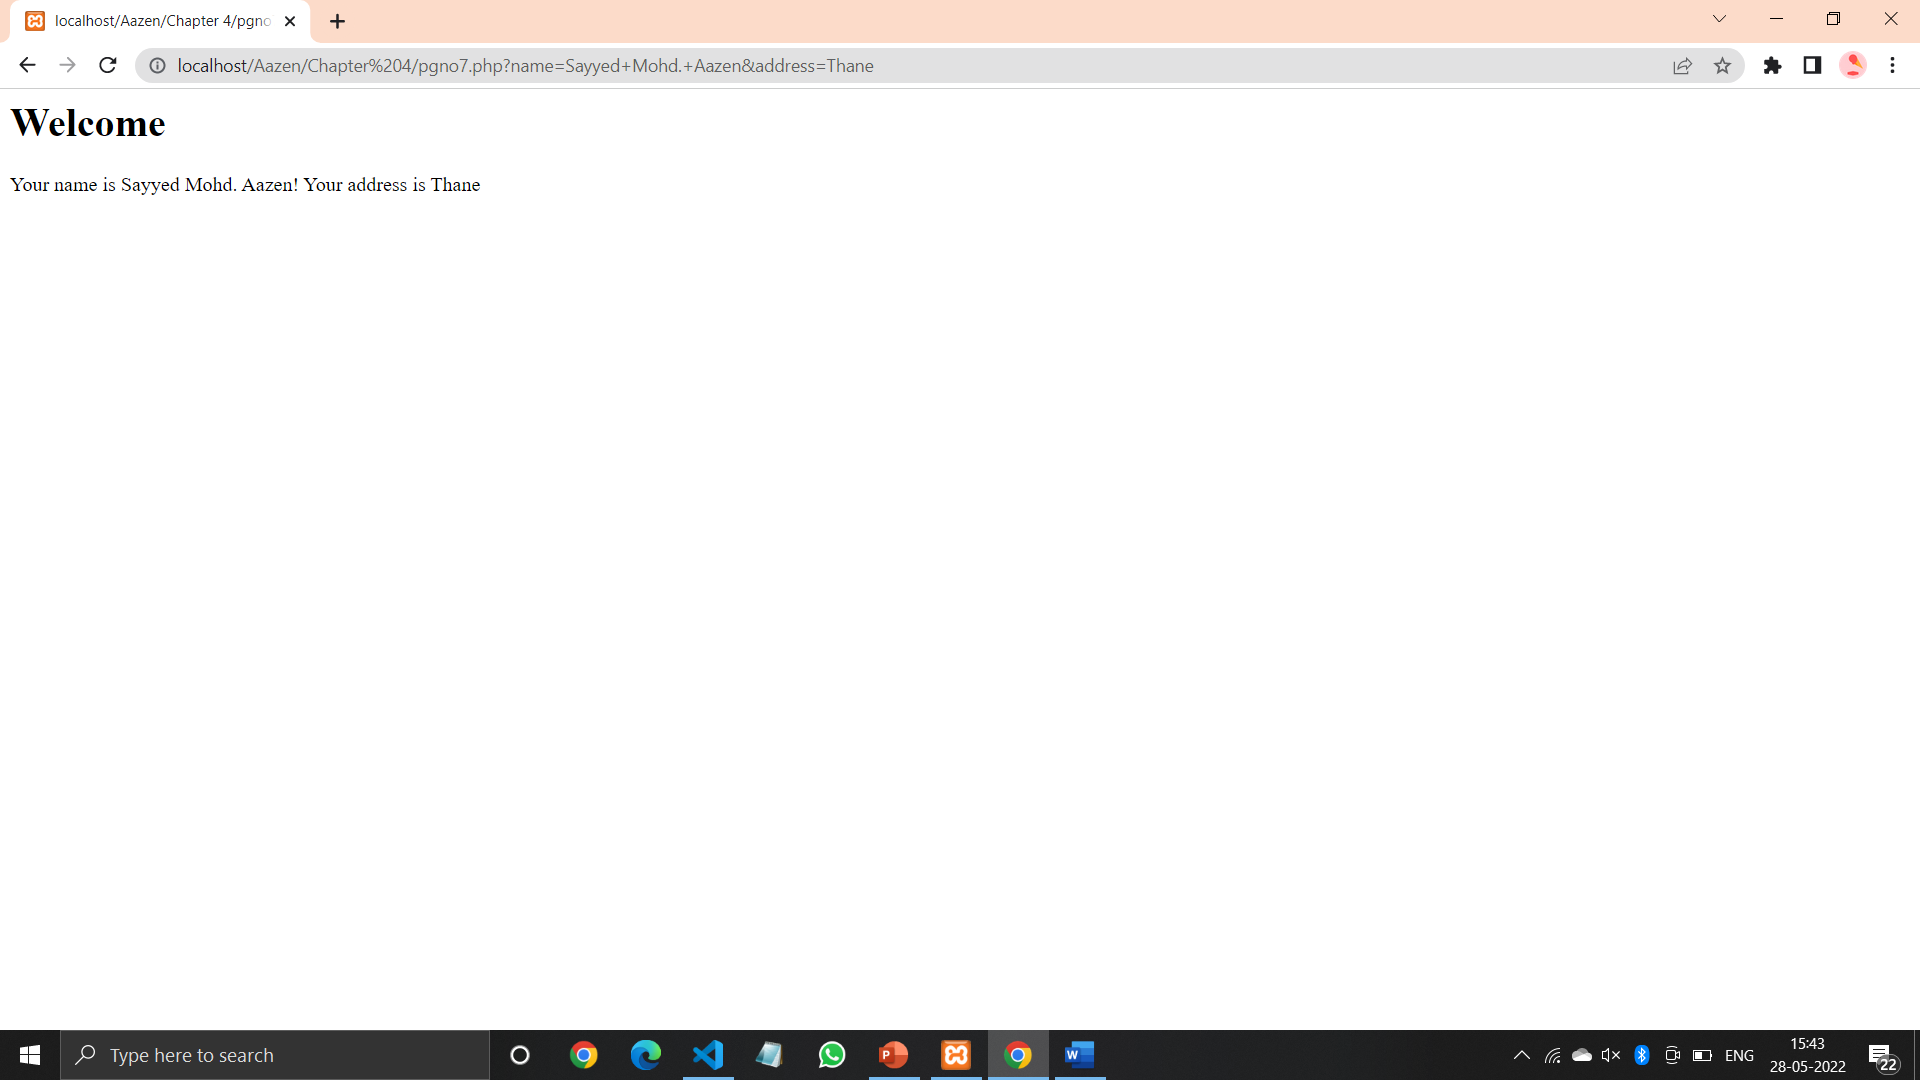 localhost/Aazen/Chapter 4/pgno
localhost/Aazen/Chapter%204/pgno7.php?name=Sayyed+Mohd.+Aazen&address=Thane
Welcome
Your name is Sayyed Mohd. Aazen! Your address is Thane
Type here to search
ENG
15:43
28-05-2022
22